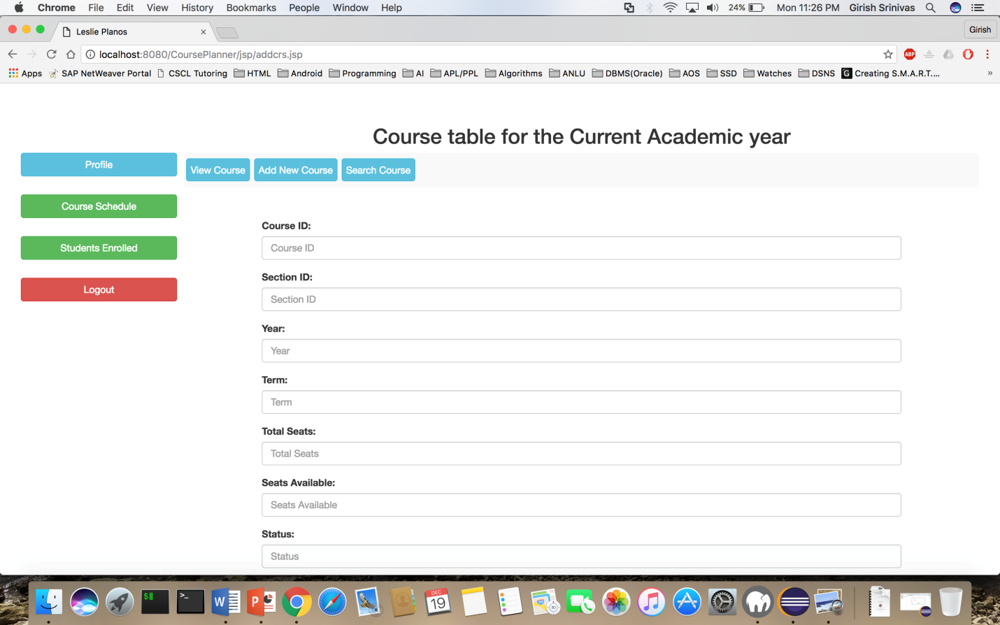 Chrome File Edit View History Bookmarks People Window Help 24% Mon 11:26 PM Girish Srinivas
Leslie Planos Girish
localhost:8080/CoursePlanner/jsp/addcrs.jsp ABP
Apps SAP NetWeaver Portal CSCL Tutoring HTML Android Programming AI APL/PPL Algorithms ANLU DBMS(Oracle) AOS SSD Watches DSNS G Creating S.M.A.R.T.... »
Course table for the Current Academic year
Profile
View Course Add New Course Search Course
Course Schedule
Students Enrolled
Logout
Course ID:
Course ID
Section ID:
Section ID
Year:
Year
Term:
Term
Total Seats:
Total Seats
Seats Available:
Seats Available
Status:
Status
$ >_ W P DEC 19 3D